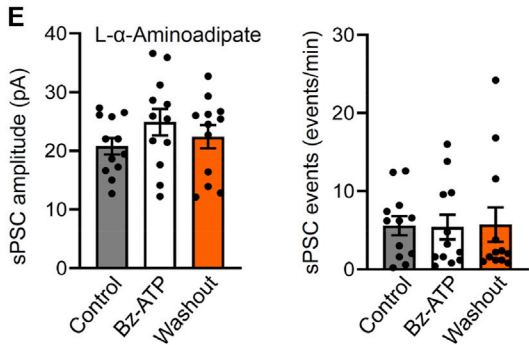 E
L-α-Aminoadipate
sPSC amplitude (pA)
40
30
20
10
0
Control
Bz-ATP
Washout
sPSC events (events/min)
30
20
10
0
Control
Bz-ATP
Washout